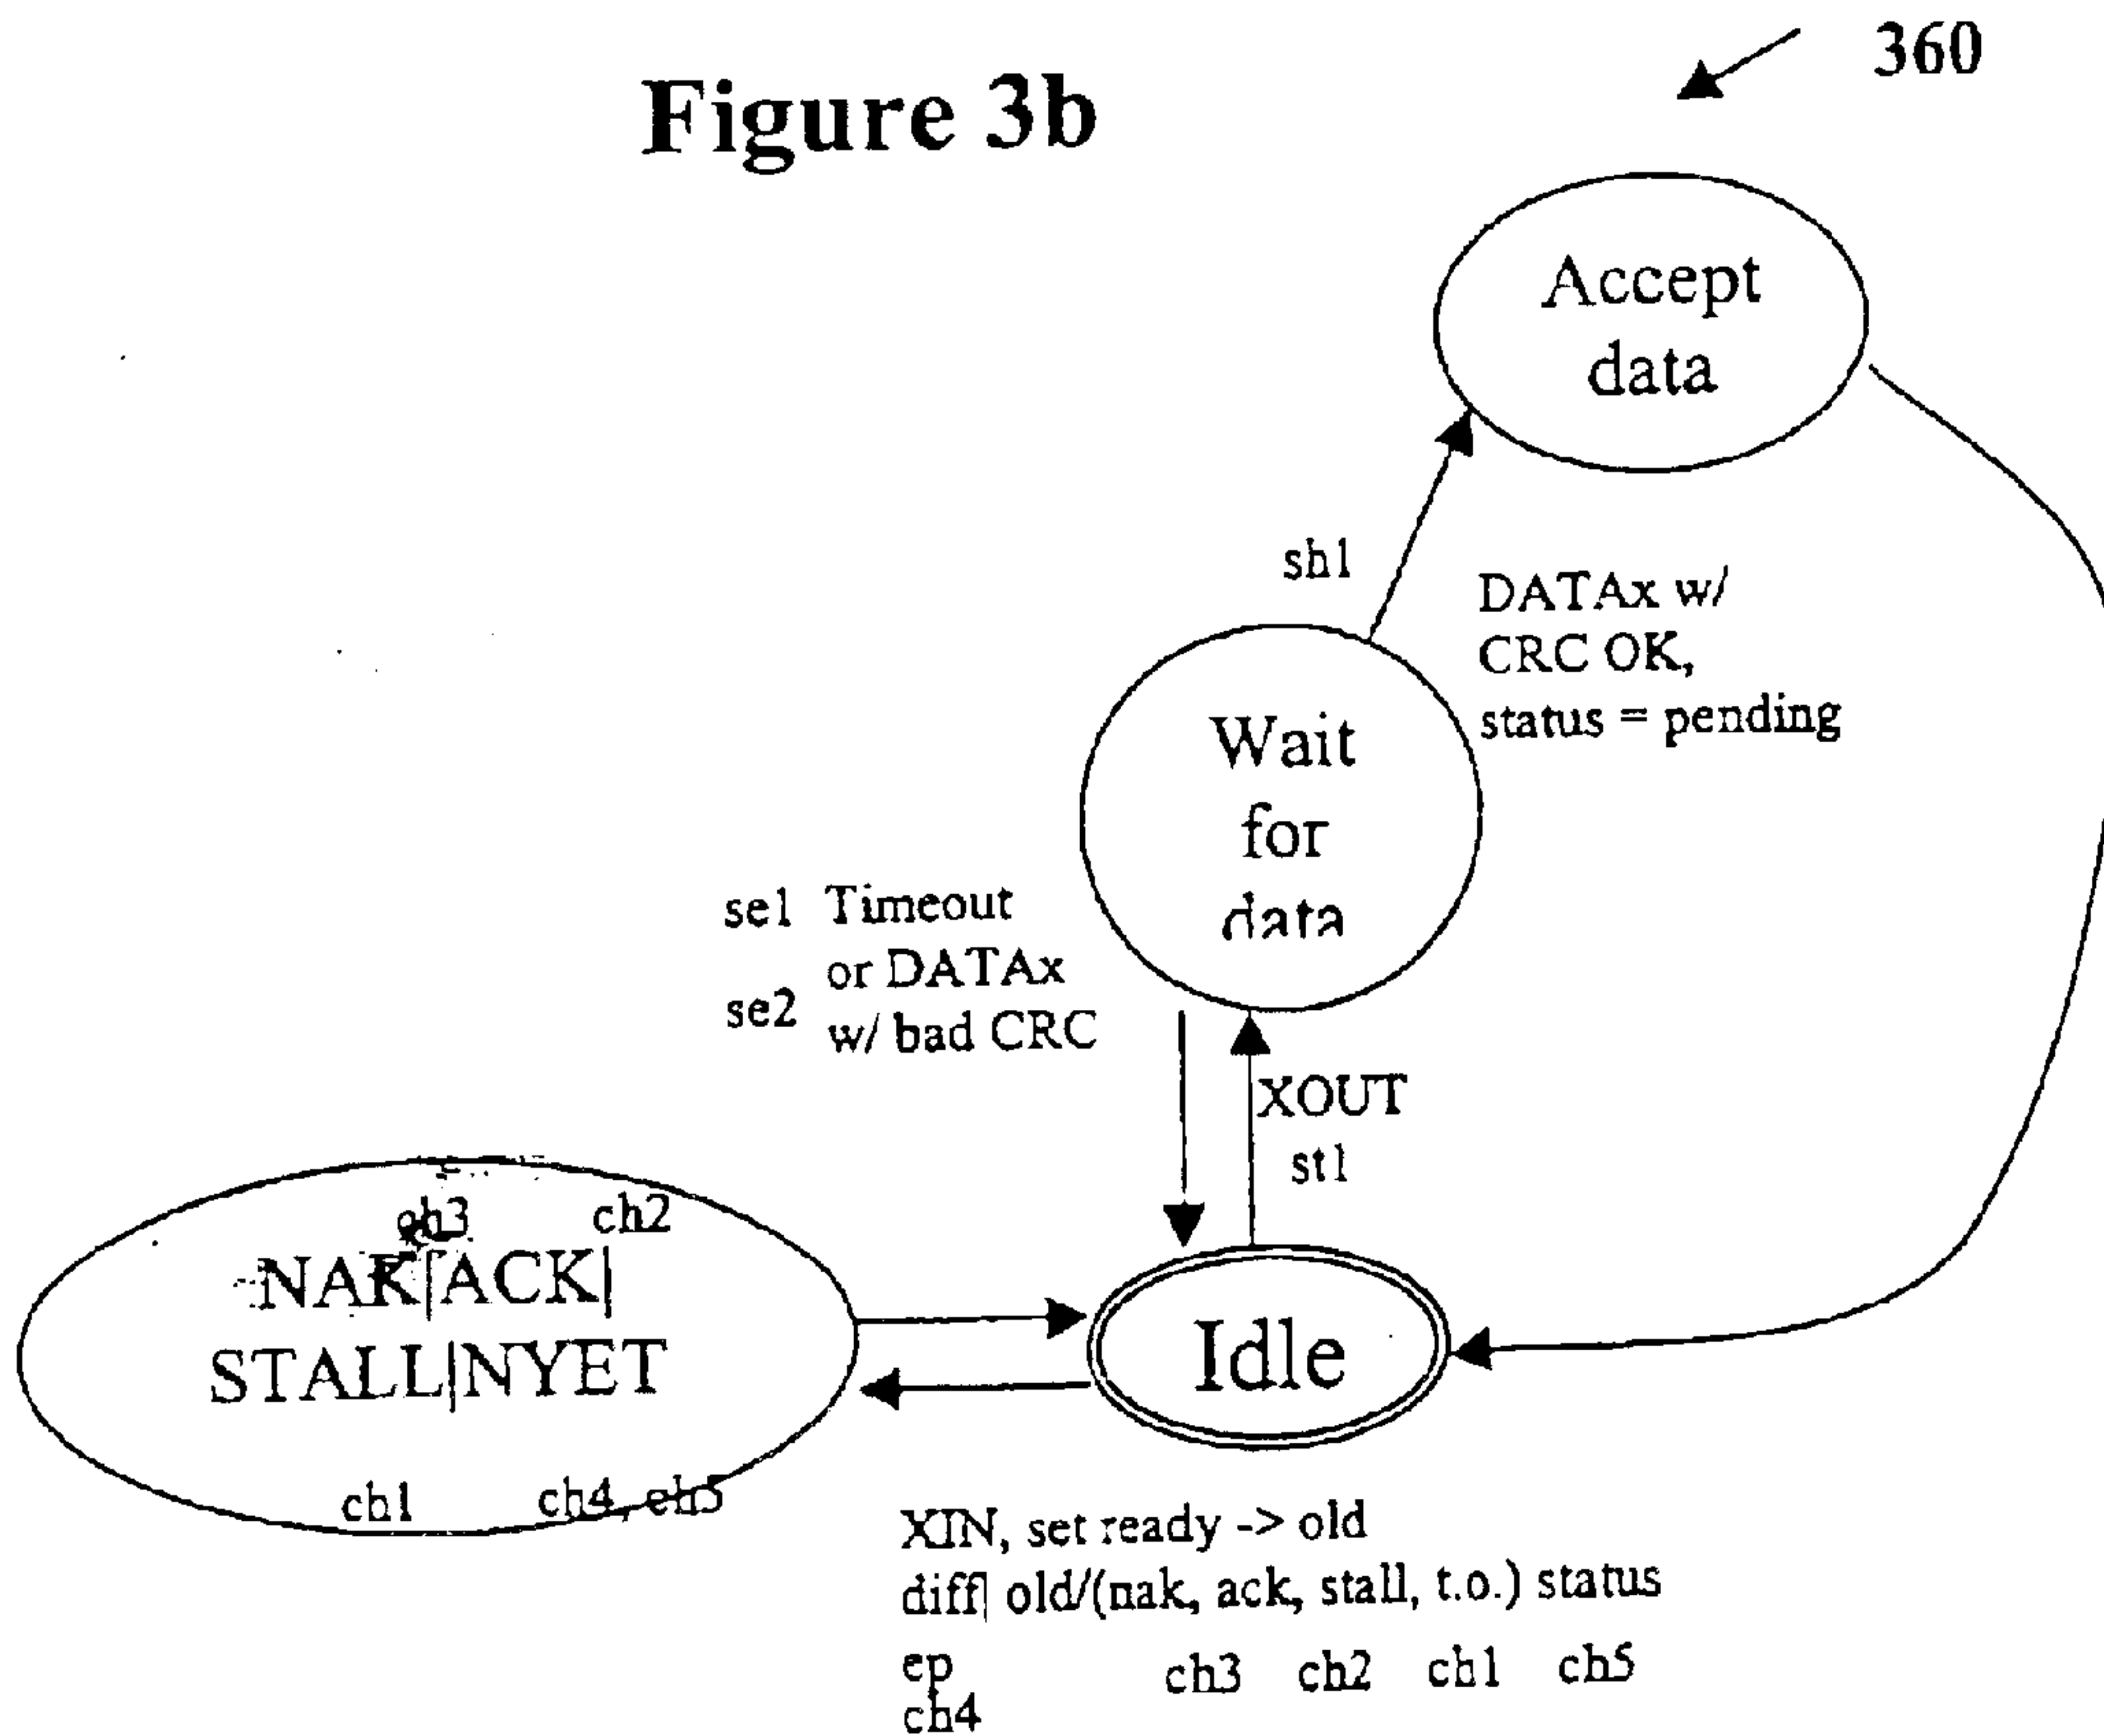 360
Figure 3b
Accept
data
sh1
DATAx w/
CRC OK,
status = pending
Wait
for
data
se1 Timeout
or DATAx
se2 w/ bad CRC
XOUT
st1
ch3 ch2
NAK|ACK|
STALL|NYET
ch1 ch4, ch5
Idle
XIN, set ready -> old
diff| old/(nak, ack, stall, t.o.) status
ep
ch3 ch2 ch1 ch5
ch4